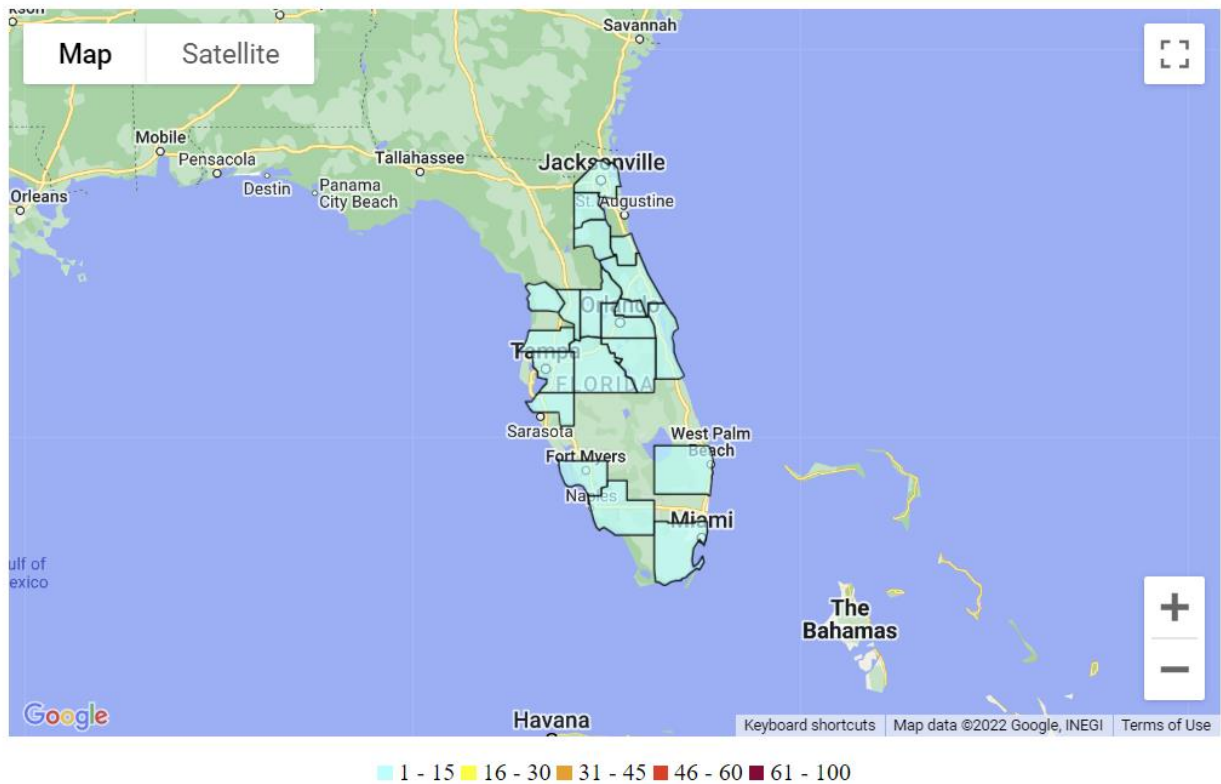 kson
Savannah
Map Satellite
Mobile
Pensacola
Tallahassee
Jacksonville
Destin
Panama
City Beach
Orleans
St. Augustine
Orlando
Tampa
FLORIDA
Sarasota
West Palm
Beach
Fort Myers
Naples
Miami
ulf of
exico
The
Bahamas
+
−
Google
Havana
Keyboard shortcuts Map data ©2022 Google, INEGI Terms of Use
1 - 15 16 - 30 31 - 45 46 - 60 61 - 100